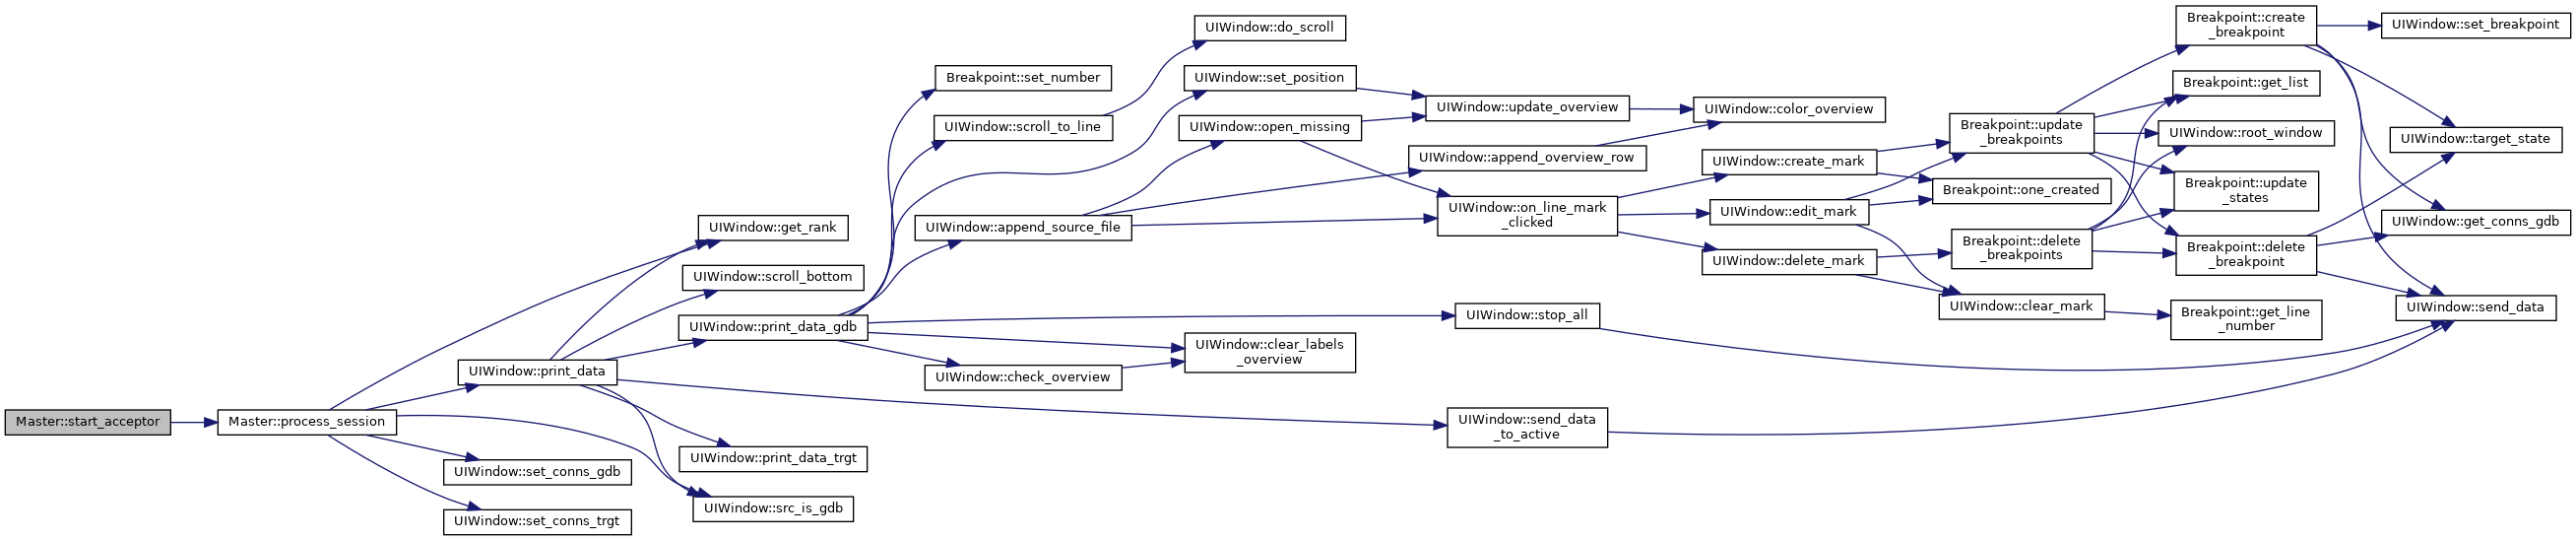 Master::start_acceptor
Master::process_session
UIWindow::get_rank
UIWindow::print_data
UIWindow::set_conns_gdb
UIWindow::set_conns_trgt
UIWindow::scroll_bottom
UIWindow::print_data_gdb
UIWindow::print_data_trgt
UIWindow::src_is_gdb
Breakpoint::set_number
UIWindow::scroll_to_line
UIWindow::append_source_file
UIWindow::check_overview
UIWindow::do_scroll
UIWindow::set_position
UIWindow::open_missing
UIWindow::clear_labels
_overview
UIWindow::update_overview
UIWindow::append_overview_row
UIWindow::on_line_mark
_clicked
UIWindow::stop_all
UIWindow::send_data
_to_active
UIWindow::color_overview
UIWindow::create_mark
UIWindow::edit_mark
UIWindow::delete_mark
Breakpoint::update
_breakpoints
Breakpoint::one_created
Breakpoint::delete
_breakpoints
UIWindow::clear_mark
Breakpoint::create
_breakpoint
Breakpoint::get_list
UIWindow::root_window
Breakpoint::update
_states
Breakpoint::delete
_breakpoint
Breakpoint::get_line
_number
UIWindow::set_breakpoint
UIWindow::target_state
UIWindow::get_conns_gdb
UIWindow::send_data